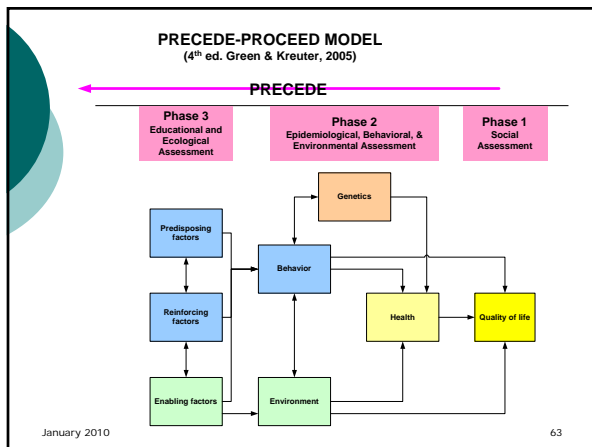 PRECEDE-PROCEED MODEL
(4th ed. Green & Kreuter, 2005)
PRECEDE
Phase 3
Educational and
Ecological
Assessment
Phase 2
Epidemiological, Behavioral, &
Environmental Assessment
Phase 1
Social
Assessment
Genetics
Predisposing
factors
Behavior
Reinforcing
factors
Health
Quality of life
Enabling factors
Environment
January 2010
63